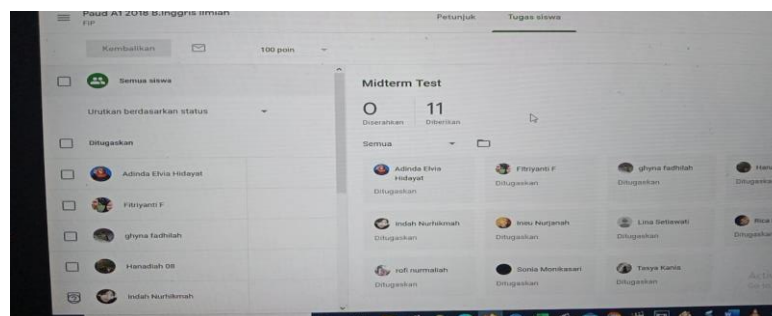 Paud A1 2018 B.Inggris Ilmiah
FIP
Petunjuk
Tugas siswa
Kembalikan
100 poin
Semua siswa
Urutkan berdasarkan status
Ditugaskan
Adinda Elvia Hidayat
Fitriyanti F
ghyna fadhilah
Hanadiah 08
Indah Nurhikmah
Midterm Test
0
11
Diserahkan
Diberikan
Semua
Adinda Elvia
Hidayat
Ditugaskan
Fitriyanti F
Ditugaskan
ghyna fadhilah
Ditugaskan
Hana
Ditugaska
Indah Nurhikmah
Ditugaskan
Ditugaskan
Lina Setiawati
Ditugaskan
Risa
Ditugaskan
rofi nurmaliah
Ditugaskan
Sonia Monikasari
Ditugaskan
Tasya Kania
Ditugaskan